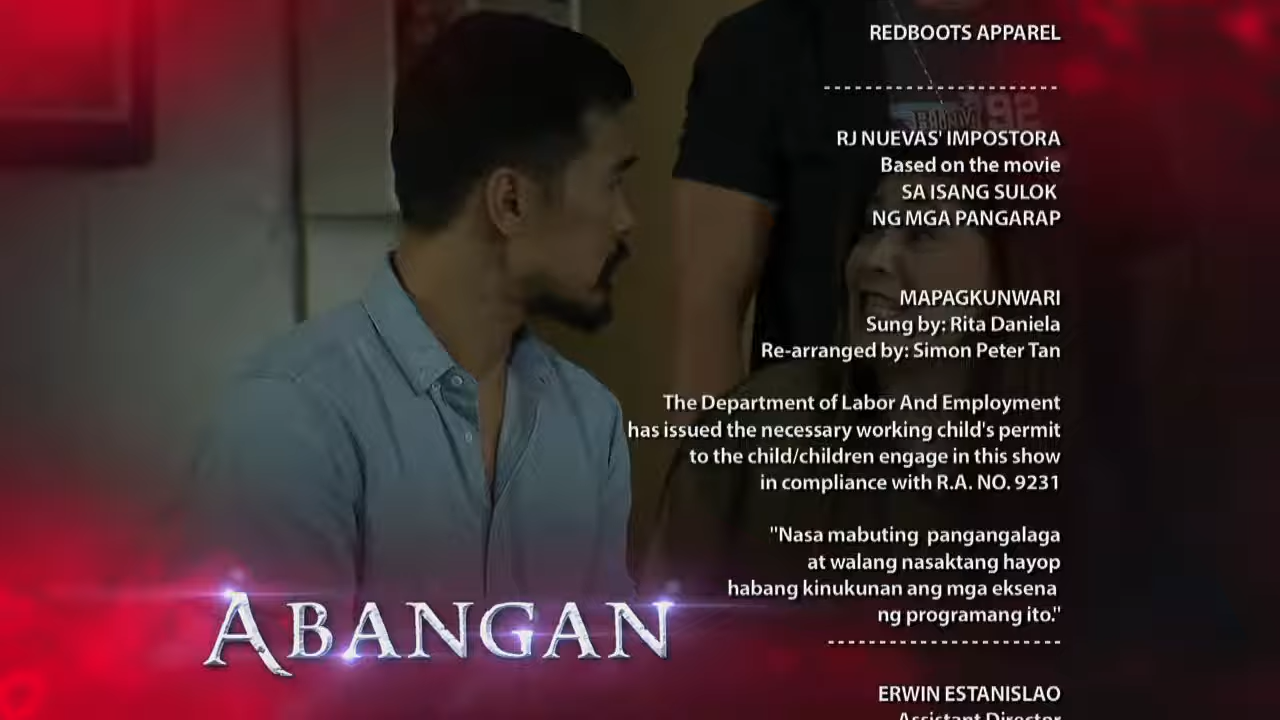 REDBOOTS APPAREL
92
RJ NUEVAS' IMPOSTORA
Based on the movie
SA ISANG SULOK
NG MGA PANGARAP
MAPAGKUNWARI
Sung by: Rita Daniela
Re-arranged by: Simon Peter Tan
The Department of Labor And Employment
has issued the necessary working child's permit
to the child/children engage in this show
in compliance with R.A. NO. 9231
"Nasa mabuting pangangalaga
at walang nasaktang hayop
habang kinukunan ang mga eksena
ng programang ito."
ABANGAN
ERWIN ESTANISLAO
Assistant Director